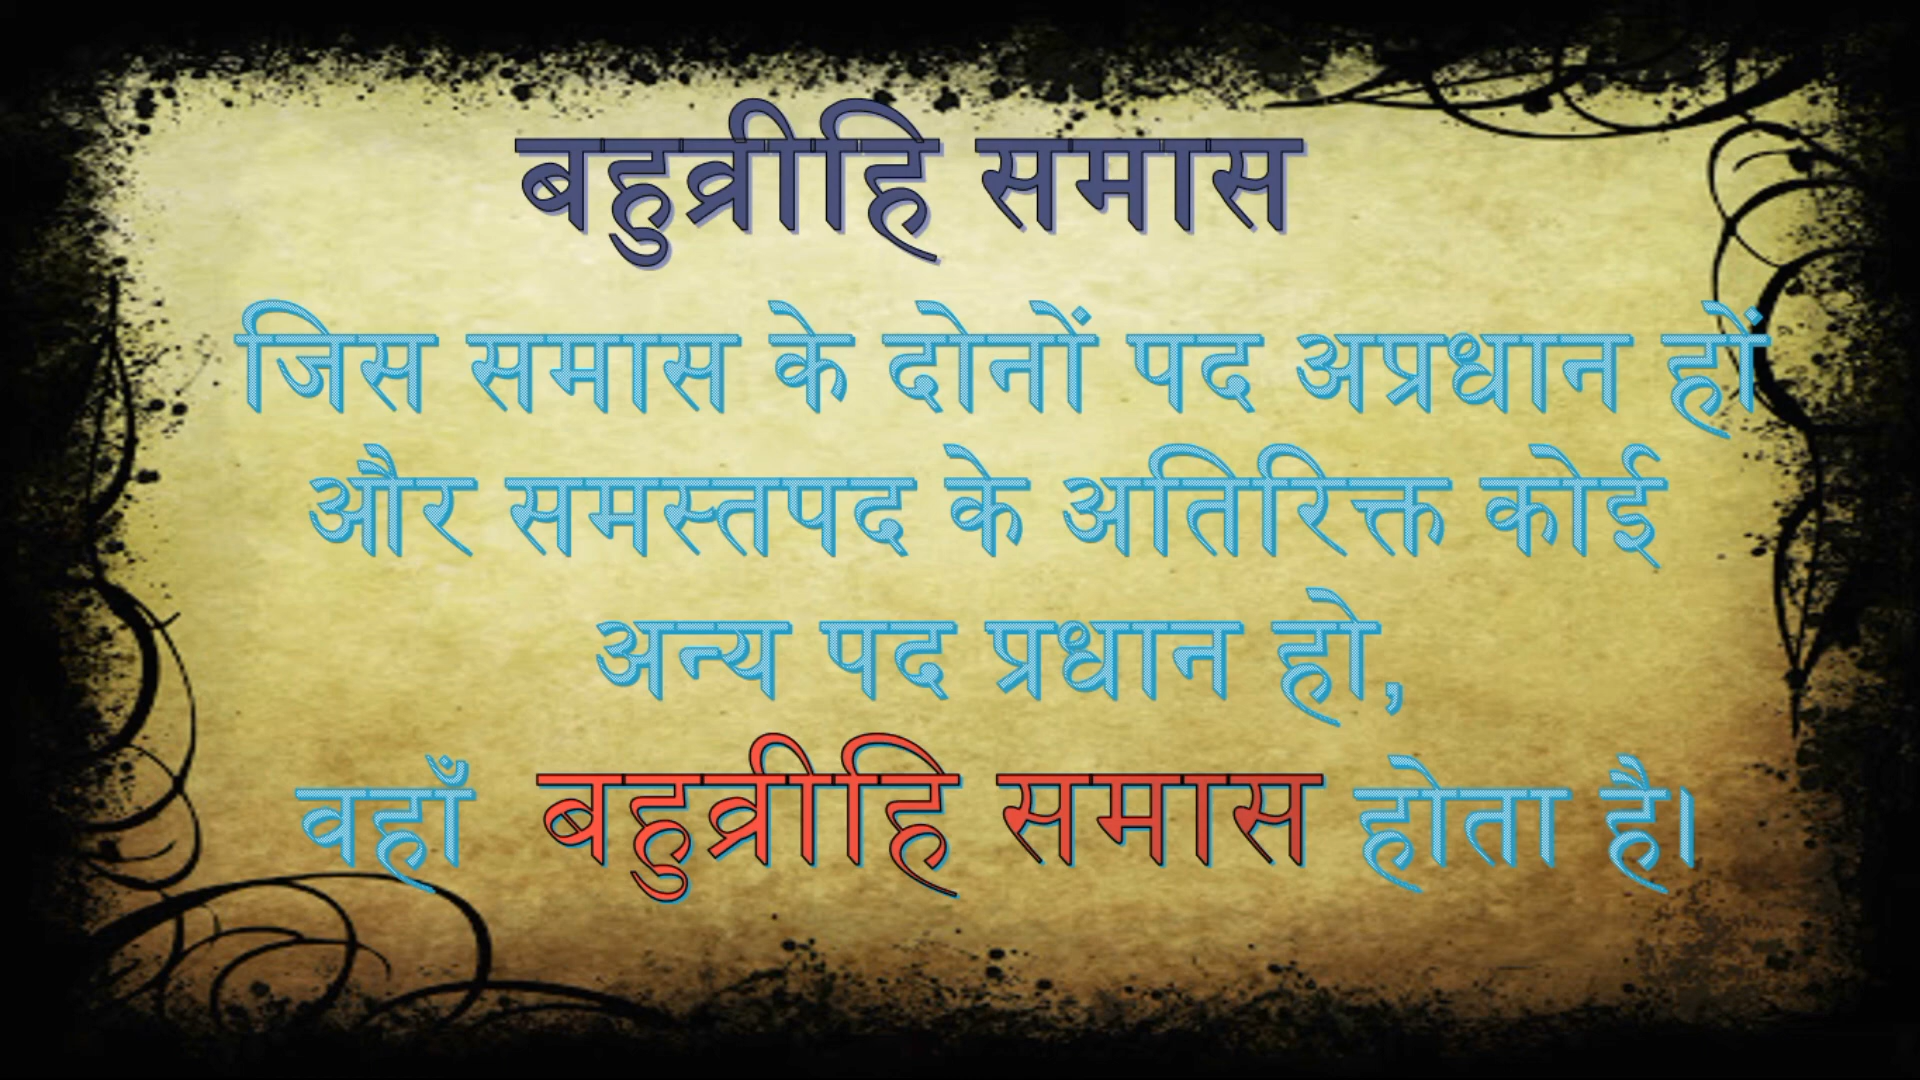 बहुव्रीहि समास
जिस समास के दोनों पद अप्रधान हों
और समस्तपद के अतिरिक्त कोई
अन्य पद प्रधान हो,
वहाँ बहुव्रीहि समास होता है।